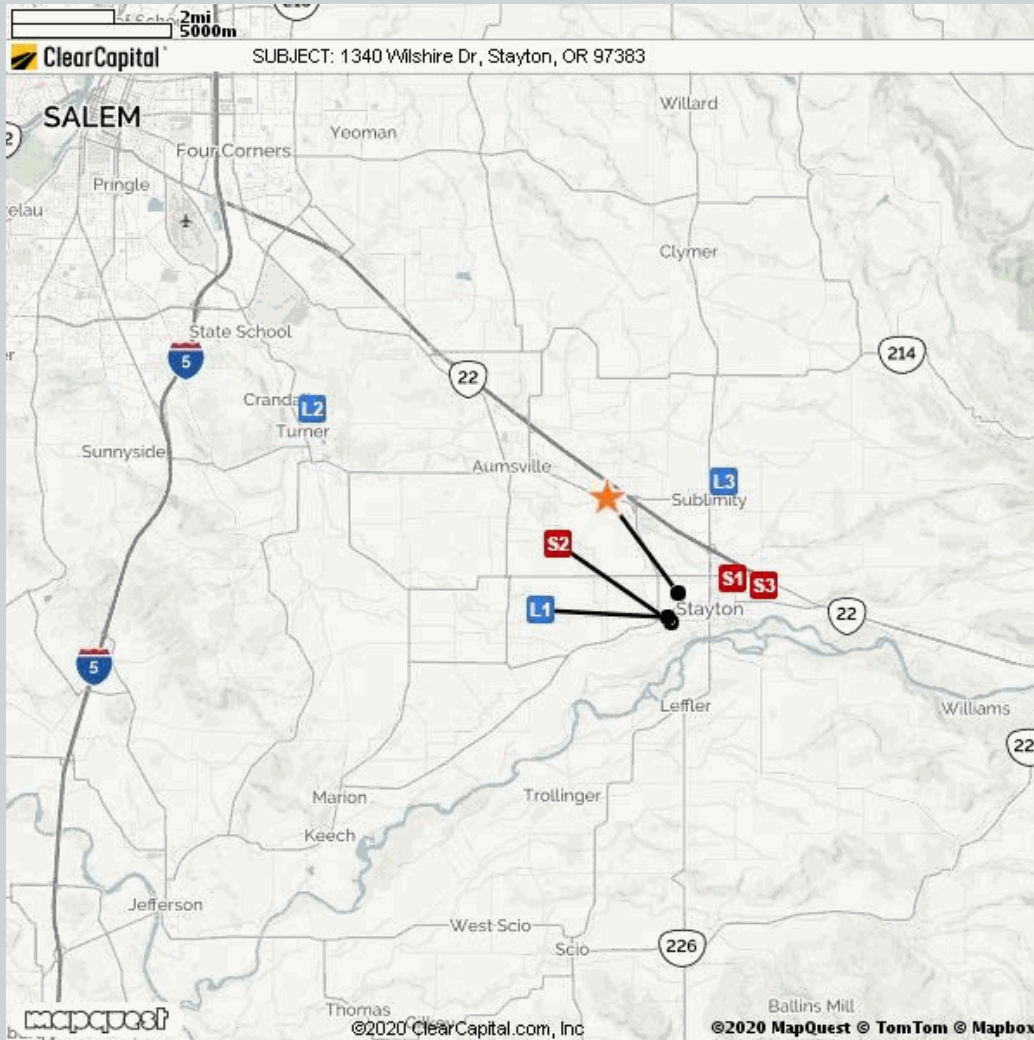 2mi
5000m
ClearCapital
SUBJECT: 1340 Wilshire Dr, Stayton, OR 97383
SALEM
Willard
Yeoman
Four Corners
Pringle
elau
Clymer
State School
5
214
22
L2
Turner
Sunnyside
Aumsville
L3
Sublimity
S2
S1
S3
L1
Stayton
22
5
Leffler
Williams
22
Marion
Trollinger
Keech
Jefferson
West Scio
Scio
226
Thomas
Ballins Mill
mapquest
©2020 ClearCapital.com, Inc
©2020 MapQuest © TomTom © Mapbox